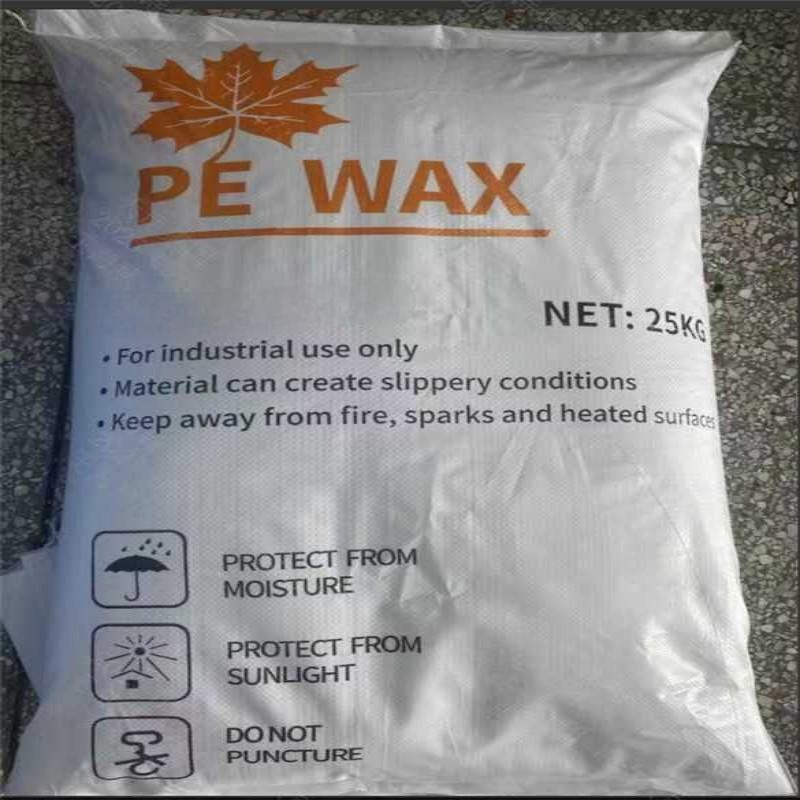 PE WAX
NET: 25KG
• For industrial use only
• Material can create slippery conditions
• Keep away from fire, sparks and heated surfaces
PROTECT FROM
MOISTURE
PROTECT FROM
SUNLIGHT
DO NOT
PUNCTURE